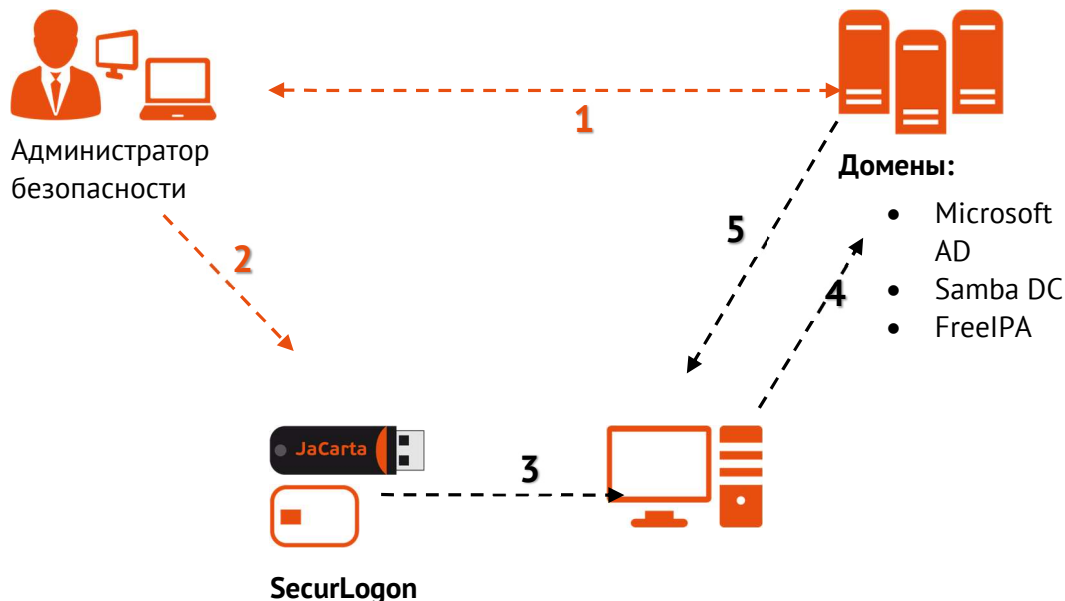 1
Администратор
безопасности
Домены:
• Microsoft
AD
• Samba DC
• FreeIPA
2
5
4
JaCarta
3
SecurLogon